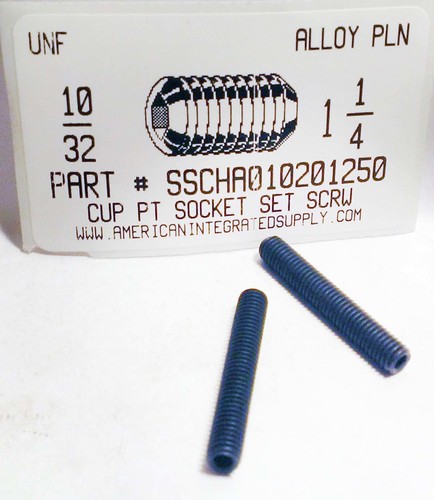 UNF ALLOY PLN
10/32 1 1/4
PART # SSCHA010201250
CUP PT SOCKET SET SCRW
WWW.AMERICANINTEGRATEDSUPPLY.COM